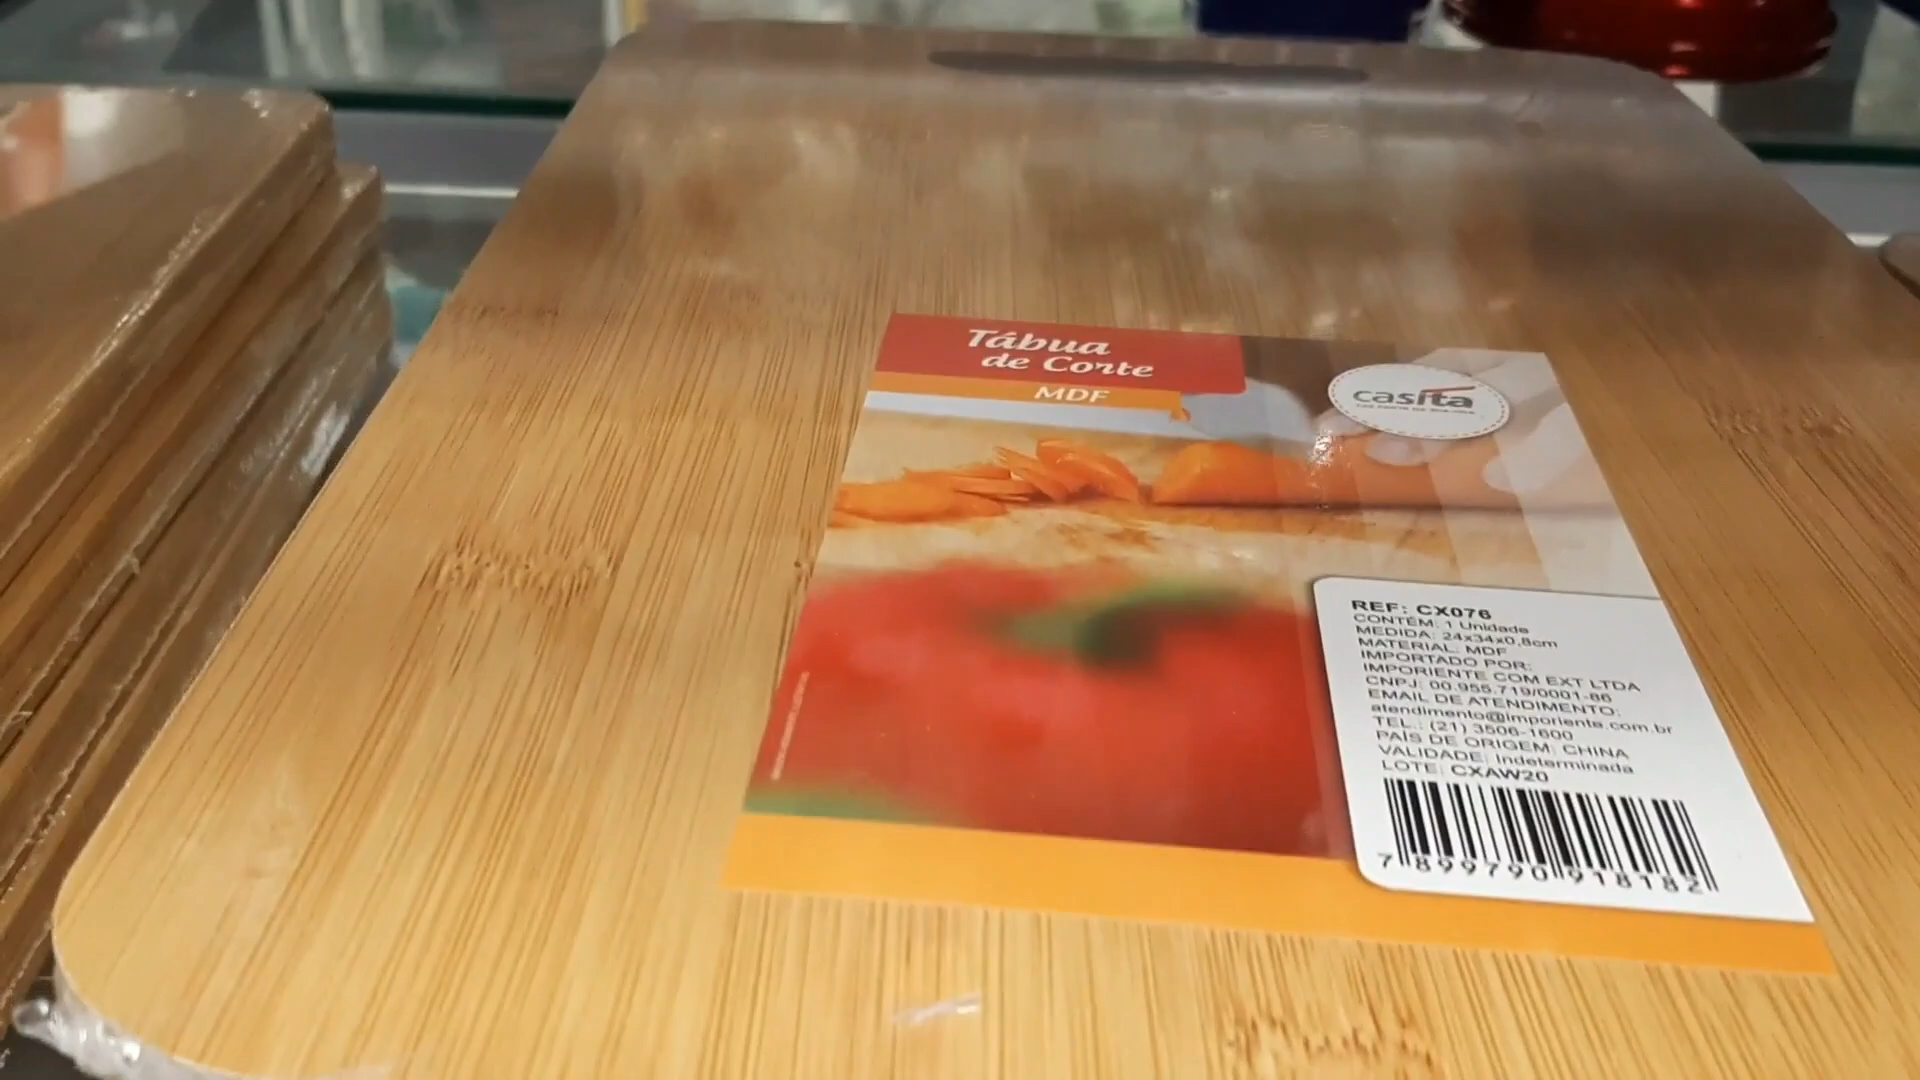 Tábua
de Corte
MDF
casita
REF: CX076
CONTÉM: 1 Unidade
MEDIDA: 24x34x0,8cm
MATERIAL: MDF
IMPORTADO POR:
IMPORIENTE COM EXT LTDA
CNPJ: 00.955.719/0001-86
EMAIL DE ATENDIMENTO:
atendimento@imporiente.com.br
TEL.: (21) 3506-1600
PAÍS DE ORIGEM: CHINA
VALIDADE: Indeterminada
LOTE: CXAW20
7 899790 918182